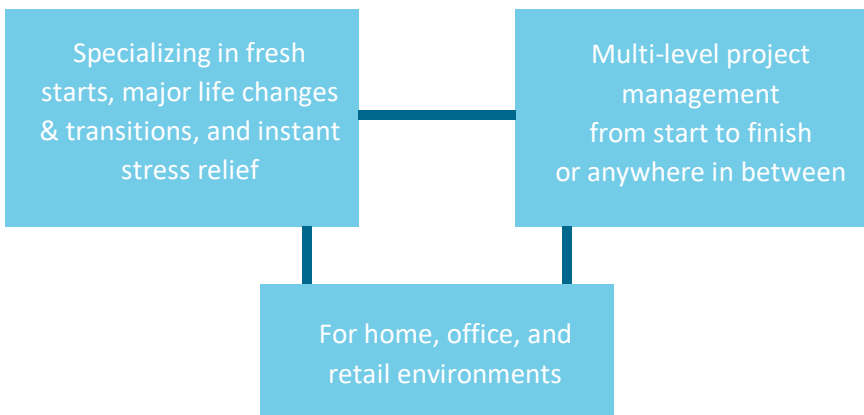 Specializing in fresh
starts, major life changes
& transitions, and instant
stress relief
Multi-level project
management
from start to finish
or anywhere in between
For home, office, and
retail environments